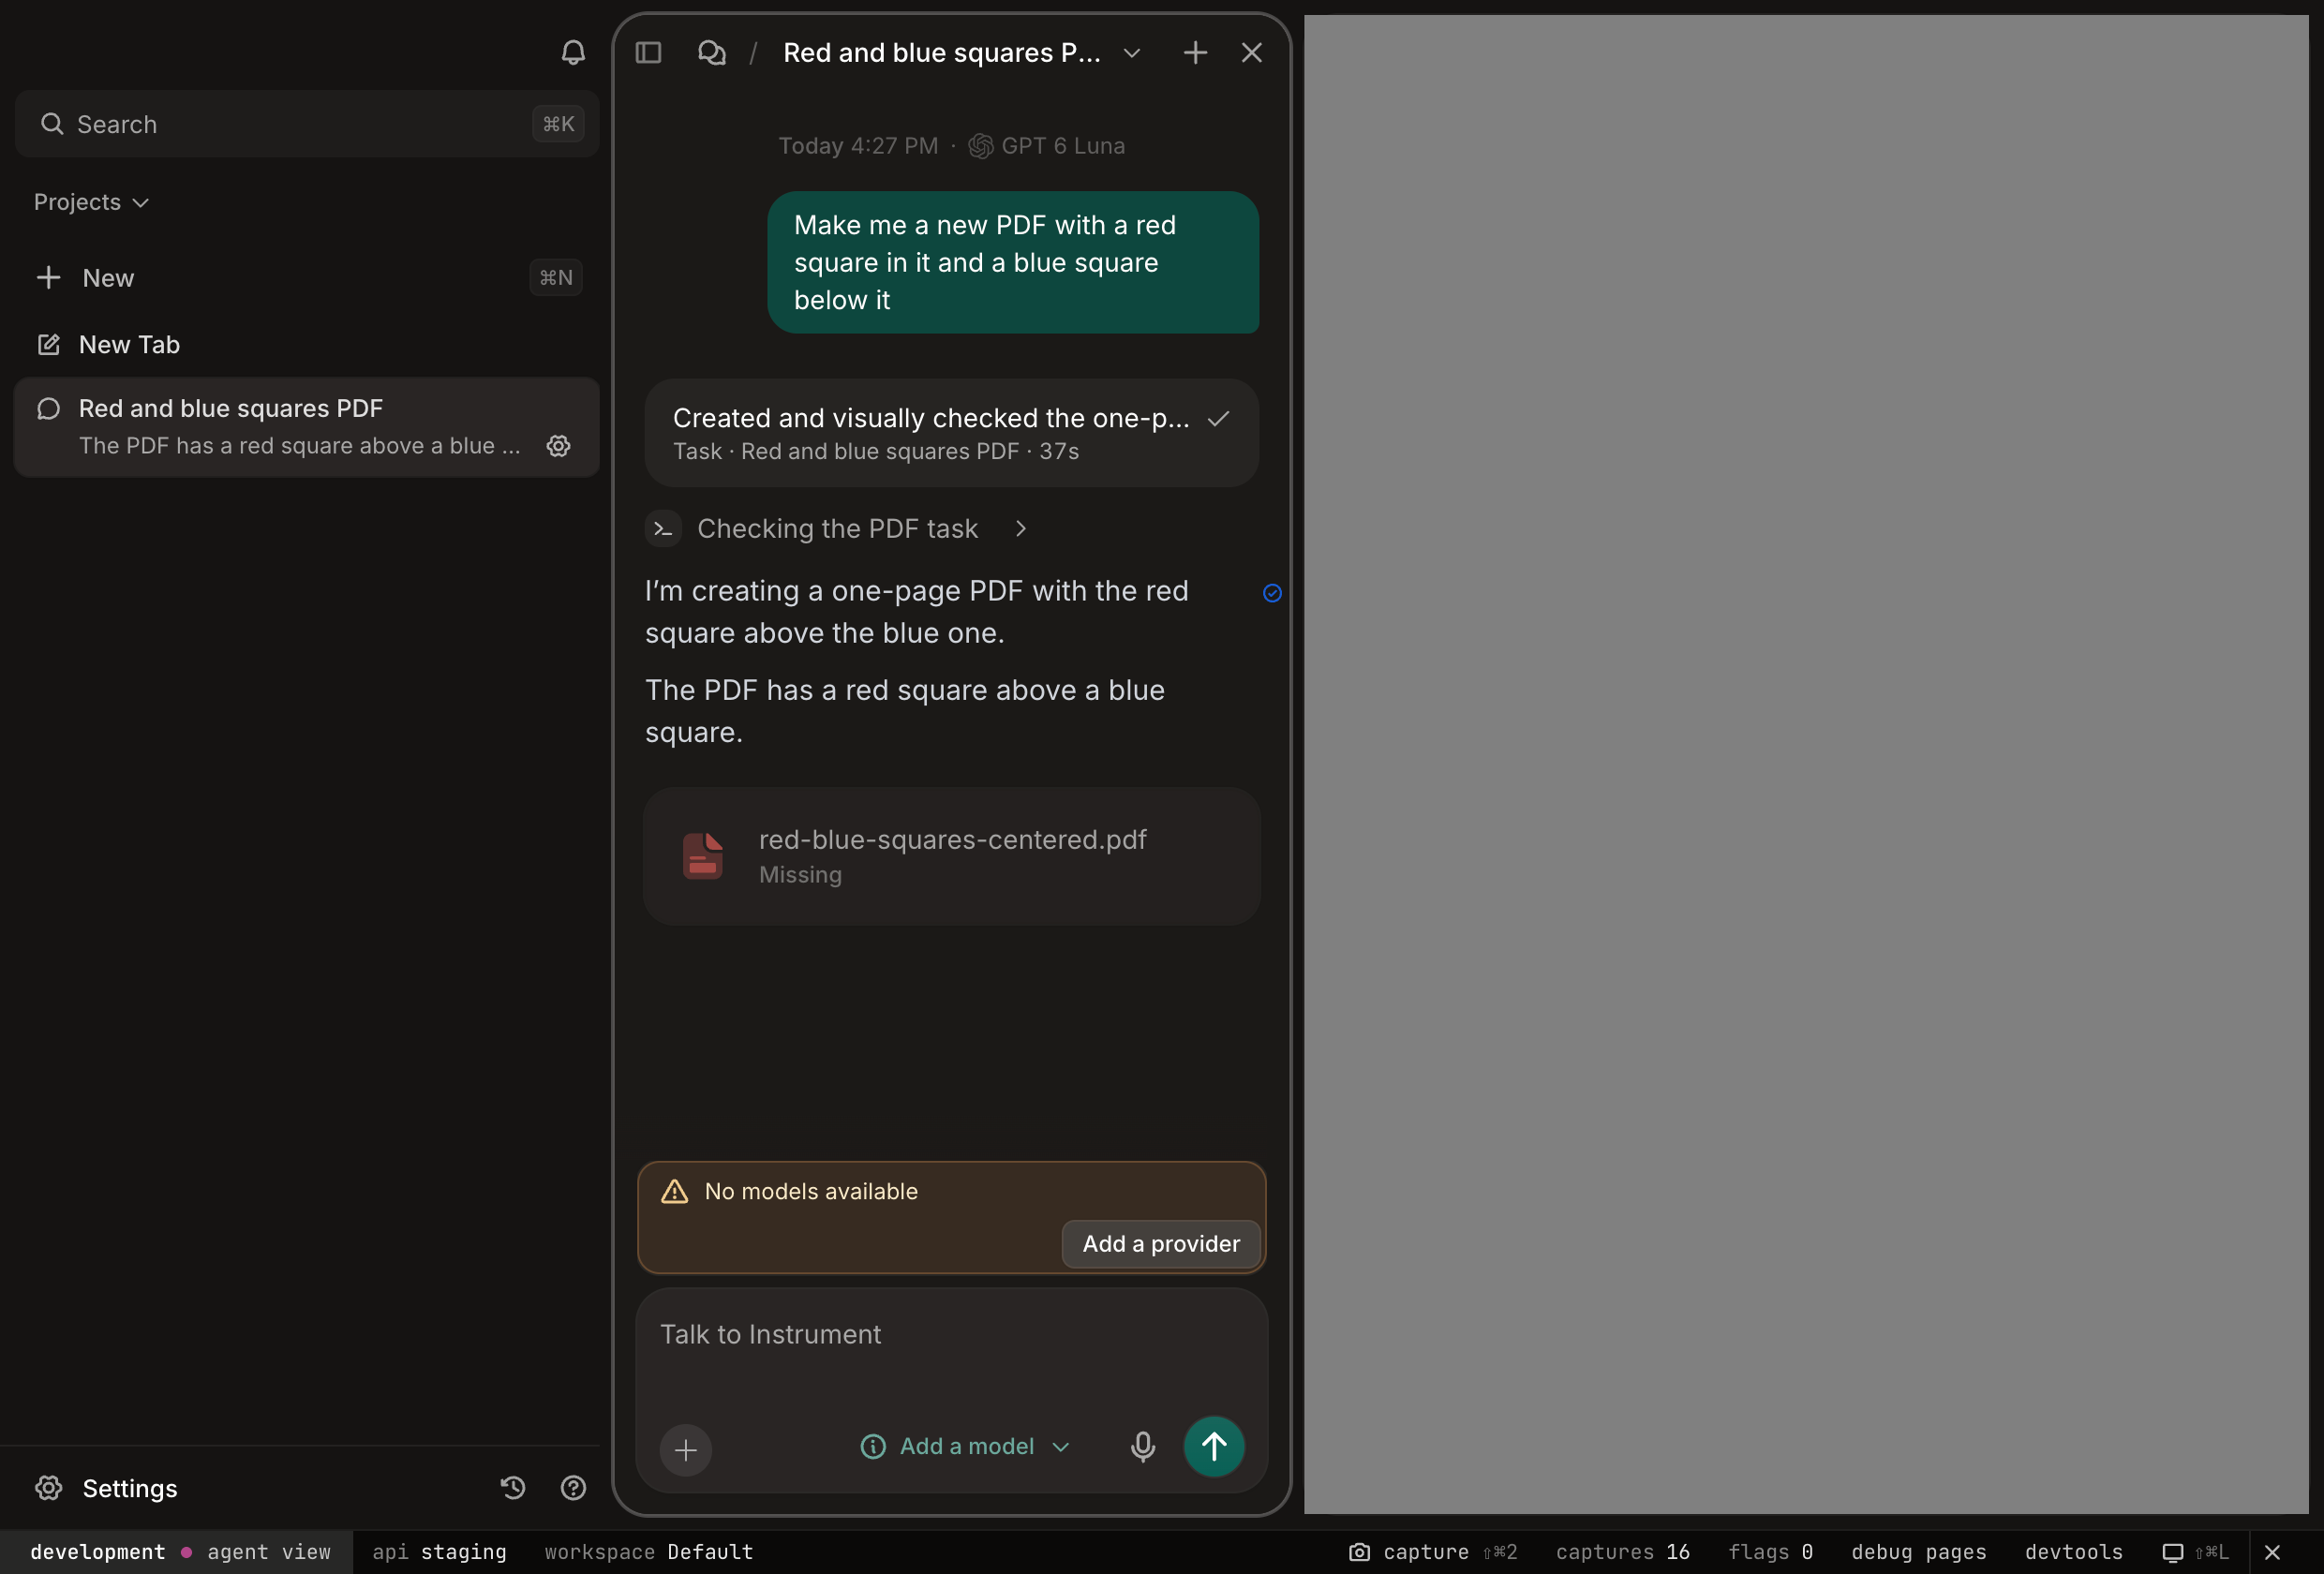 Search
⌘K
Projects
New
⌘N
New Tab
Red and blue squares PDF
The PDF has a red square above a blue ...
Settings
/
Red and blue squares P...
Today 4:27 PM · GPT 6 Luna
Make me a new PDF with a red
square in it and a blue square
below it
Created and visually checked the one-p...
Task · Red and blue squares PDF · 37s
Checking the PDF task
I’m creating a one-page PDF with the red
square above the blue one.
The PDF has a red square above a blue
square.
red-blue-squares-centered.pdf
Missing
No models available
Add a provider
Talk to Instrument
Add a model
development • agent view
api staging
workspace Default
capture ⇧⌘2
captures 16
flags 0
debug pages
devtools
⇧⌘L